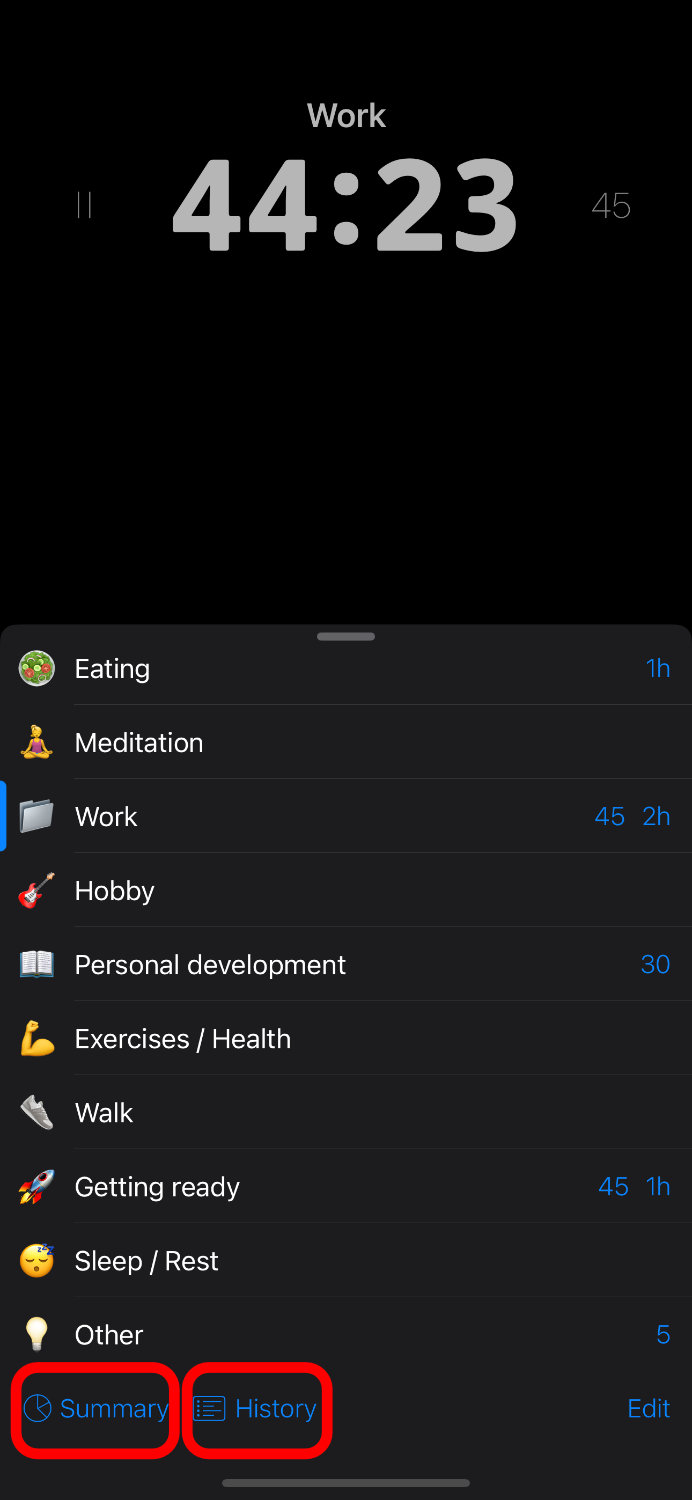 Work
44:23 45
Eating 1h
Meditation
Work 45 2h
Hobby
Personal development 30
Exercises / Health
Walk
Getting ready 45 1h
Sleep / Rest
Other 5
Summary History Edit